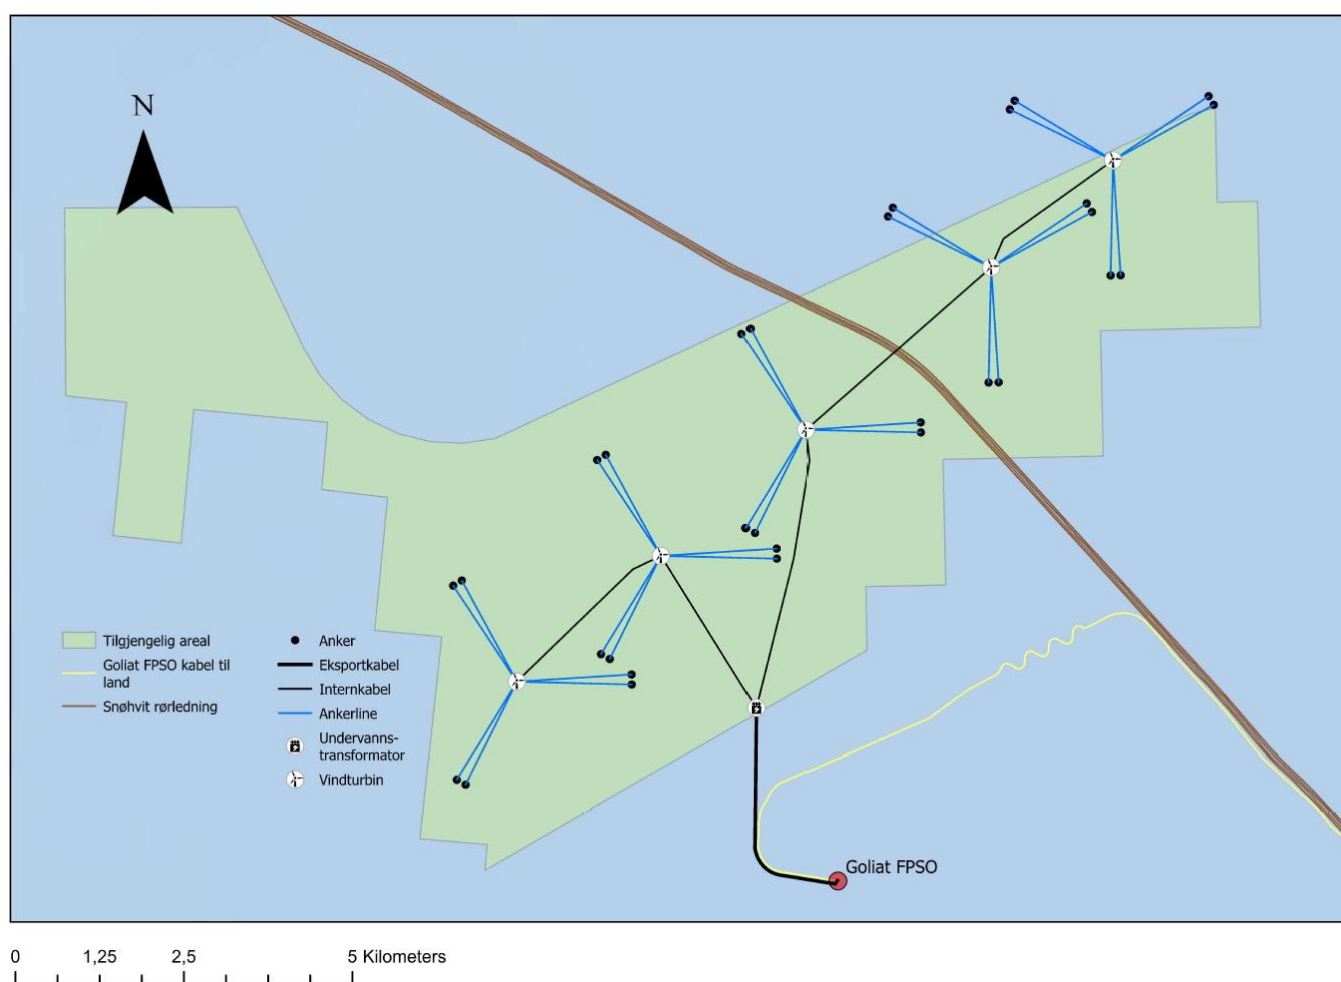 N
Tilgjengelig areal
Goliat FPSO kabel til
land
Snøhvit rørledning
Anker
Eksportkabel
Internkabel
Ankerline
Undervanns-
transformator
Vindturbin
Goliat FPSO
0 1,25 2,5 5 Kilometers